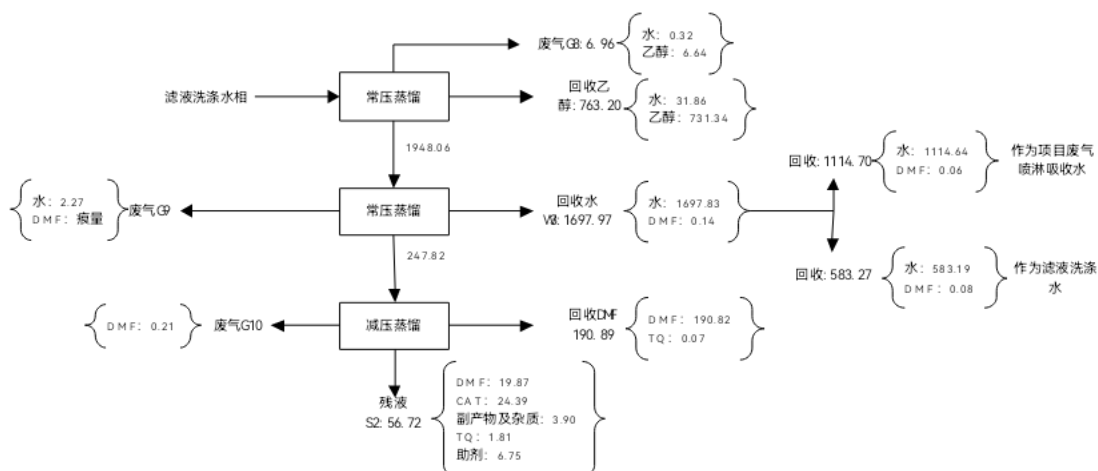 废气G8: 6.96
水: 0.32
乙醇: 6.64
滤液洗涤水相
常压蒸馏
回收乙
醇: 763.20
水: 31.86
乙醇: 731.34
1948.06
回收: 1114.70
水: 1114.64
DMF: 0.06
作为项目废气
喷淋吸收水
水: 2.27
DMF: 痕量
废气G9
常压蒸馏
回收水
W8: 1697.97
水: 1697.83
DMF: 0.14
247.82
回收: 583.27
水: 583.19
DMF: 0.08
作为滤液洗涤
水
DMF: 0.21
废气G10
减压蒸馏
回收DMF
190.89
DMF: 190.82
TQ: 0.07
残液
S2: 56.72
DMF: 19.87
CAT: 24.39
副产物及杂质: 3.90
TQ: 1.81
助剂: 6.75